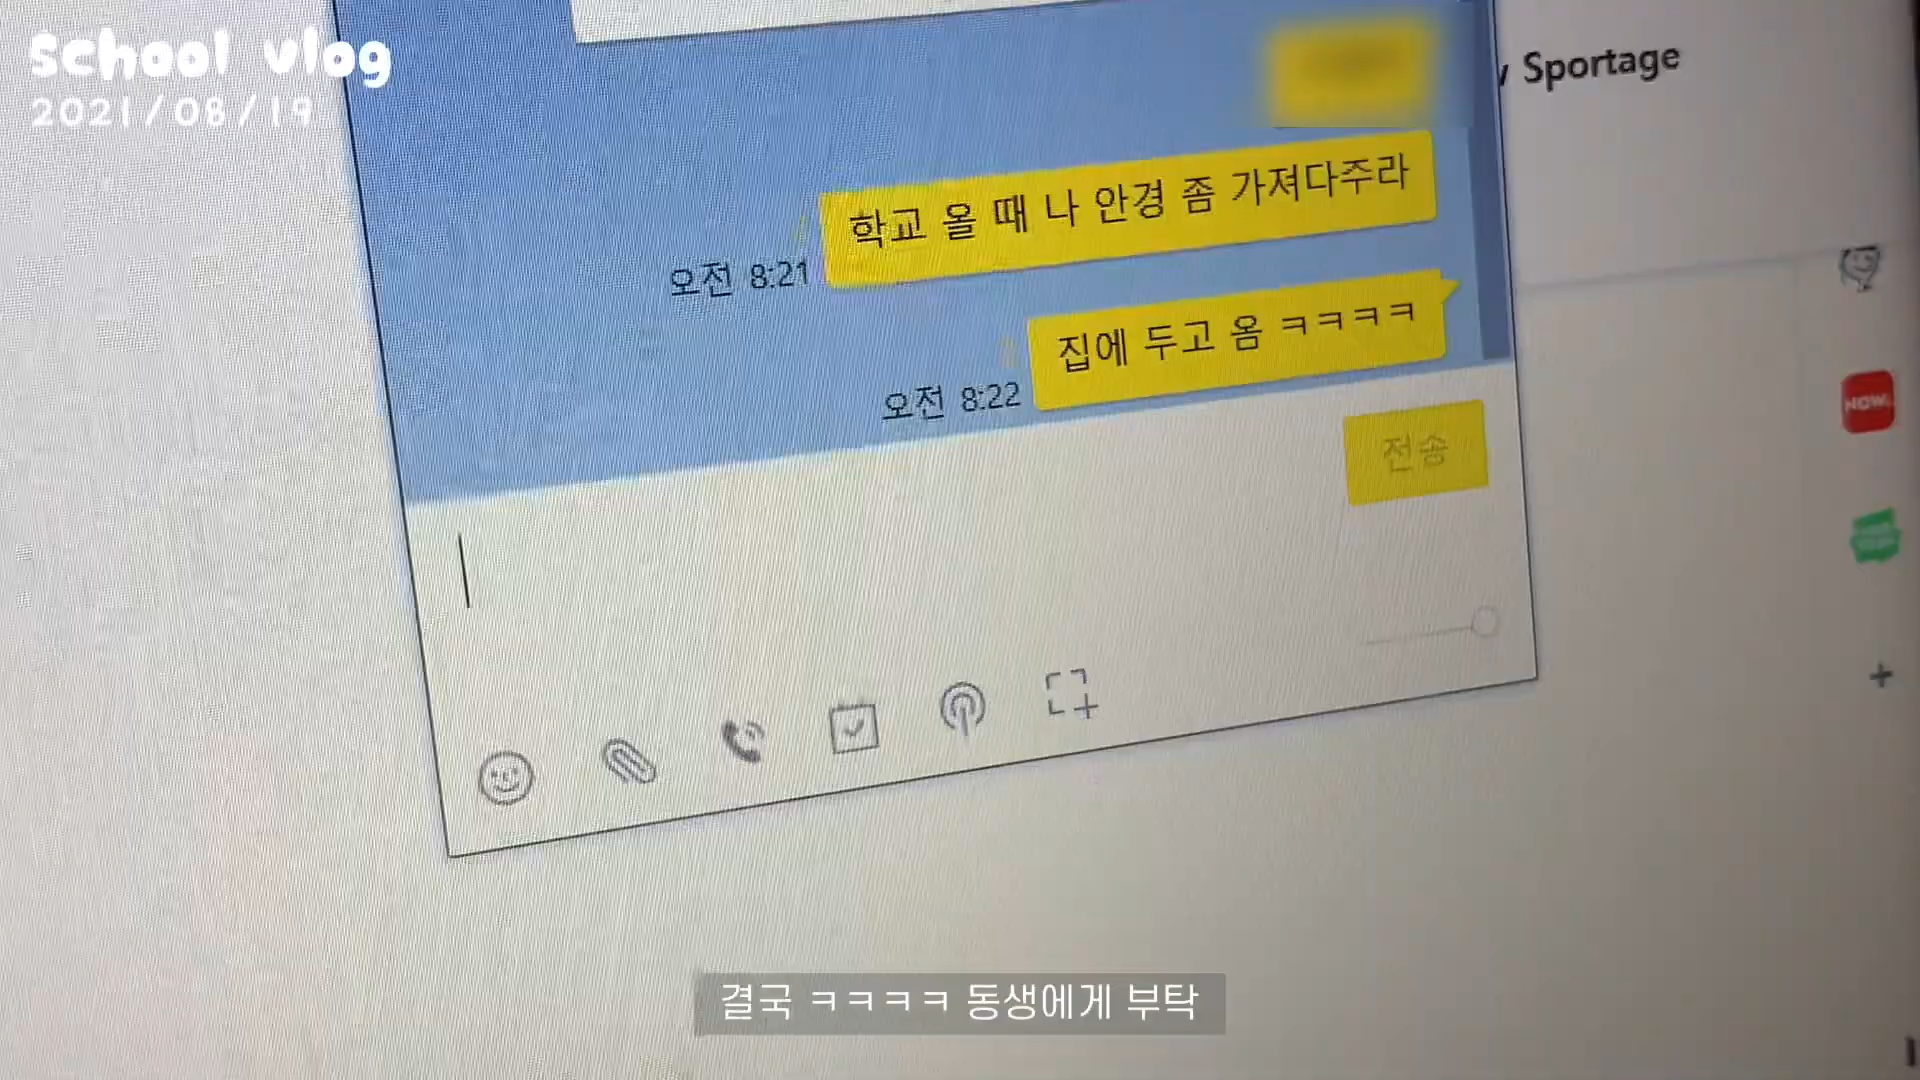 School vlog
2021/08/19
Sportage
학교 올 때 나 안경 좀 가져다주라
오전 8:21
집에 두고 옴 ㅋㅋㅋㅋ
오전 8:22
전송
NOW.
결국 ㅋㅋㅋㅋ 동생에게 부탁